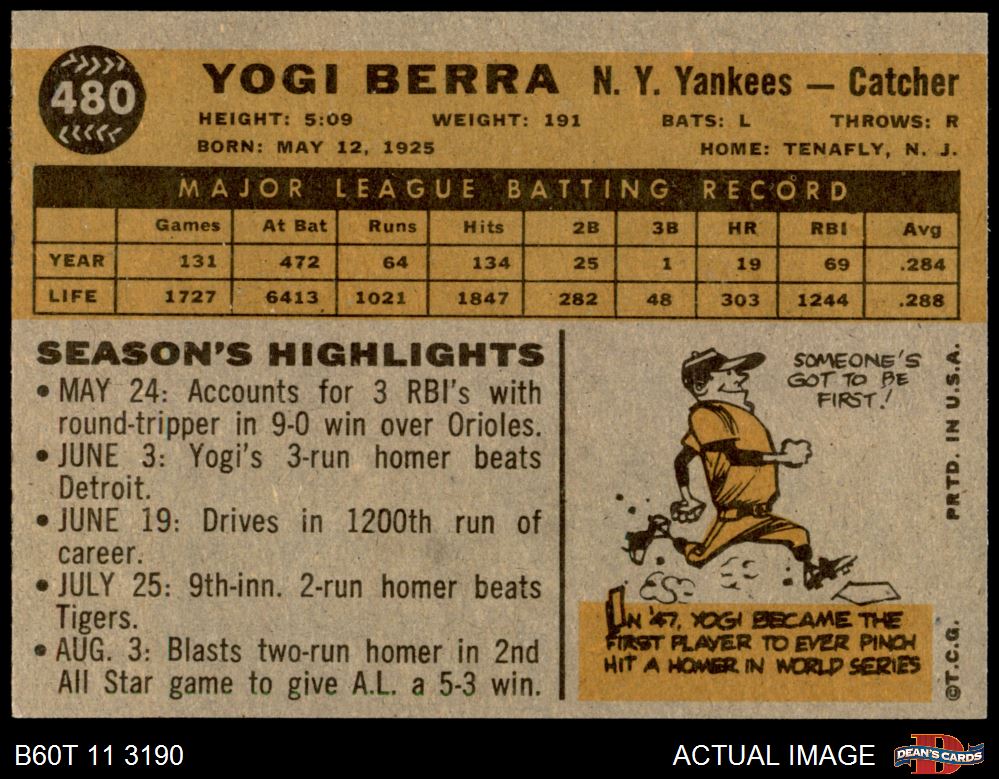 480
YOGI BERRA N. Y. Yankees — Catcher
HEIGHT: 5:09 WEIGHT: 191 BATS: L THROWS: R
BORN: MAY 12, 1925 HOME: TENAFLY, N. J.
MAJOR LEAGUE BATTING RECORD
Games At Bat Runs Hits 2B 3B HR RBI Avg
YEAR 131 472 64 134 25 1 19 69 .284
LIFE 1727 6413 1021 1847 282 48 303 1244 .288
SEASON'S HIGHLIGHTS
• MAY 24: Accounts for 3 RBI's with
round-tripper in 9-0 win over Orioles.
• JUNE 3: Yogi's 3-run homer beats
Detroit.
• JUNE 19: Drives in 1200th run of
career.
• JULY 25: 9th-inn. 2-run homer beats
Tigers.
• AUG. 3: Blasts two-run homer in 2nd
All Star game to give A.L. a 5-3 win.
SOMEONE'S
GOT TO BE
FIRST!
IN '47, YOGI BECAME THE
FIRST PLAYER TO EVER PINCH
HIT A HOMER IN WORLD SERIES
©T.C.G. PRTD. IN U.S.A.
B60T 11 3190 ACTUAL IMAGE DEAN'S CARDS